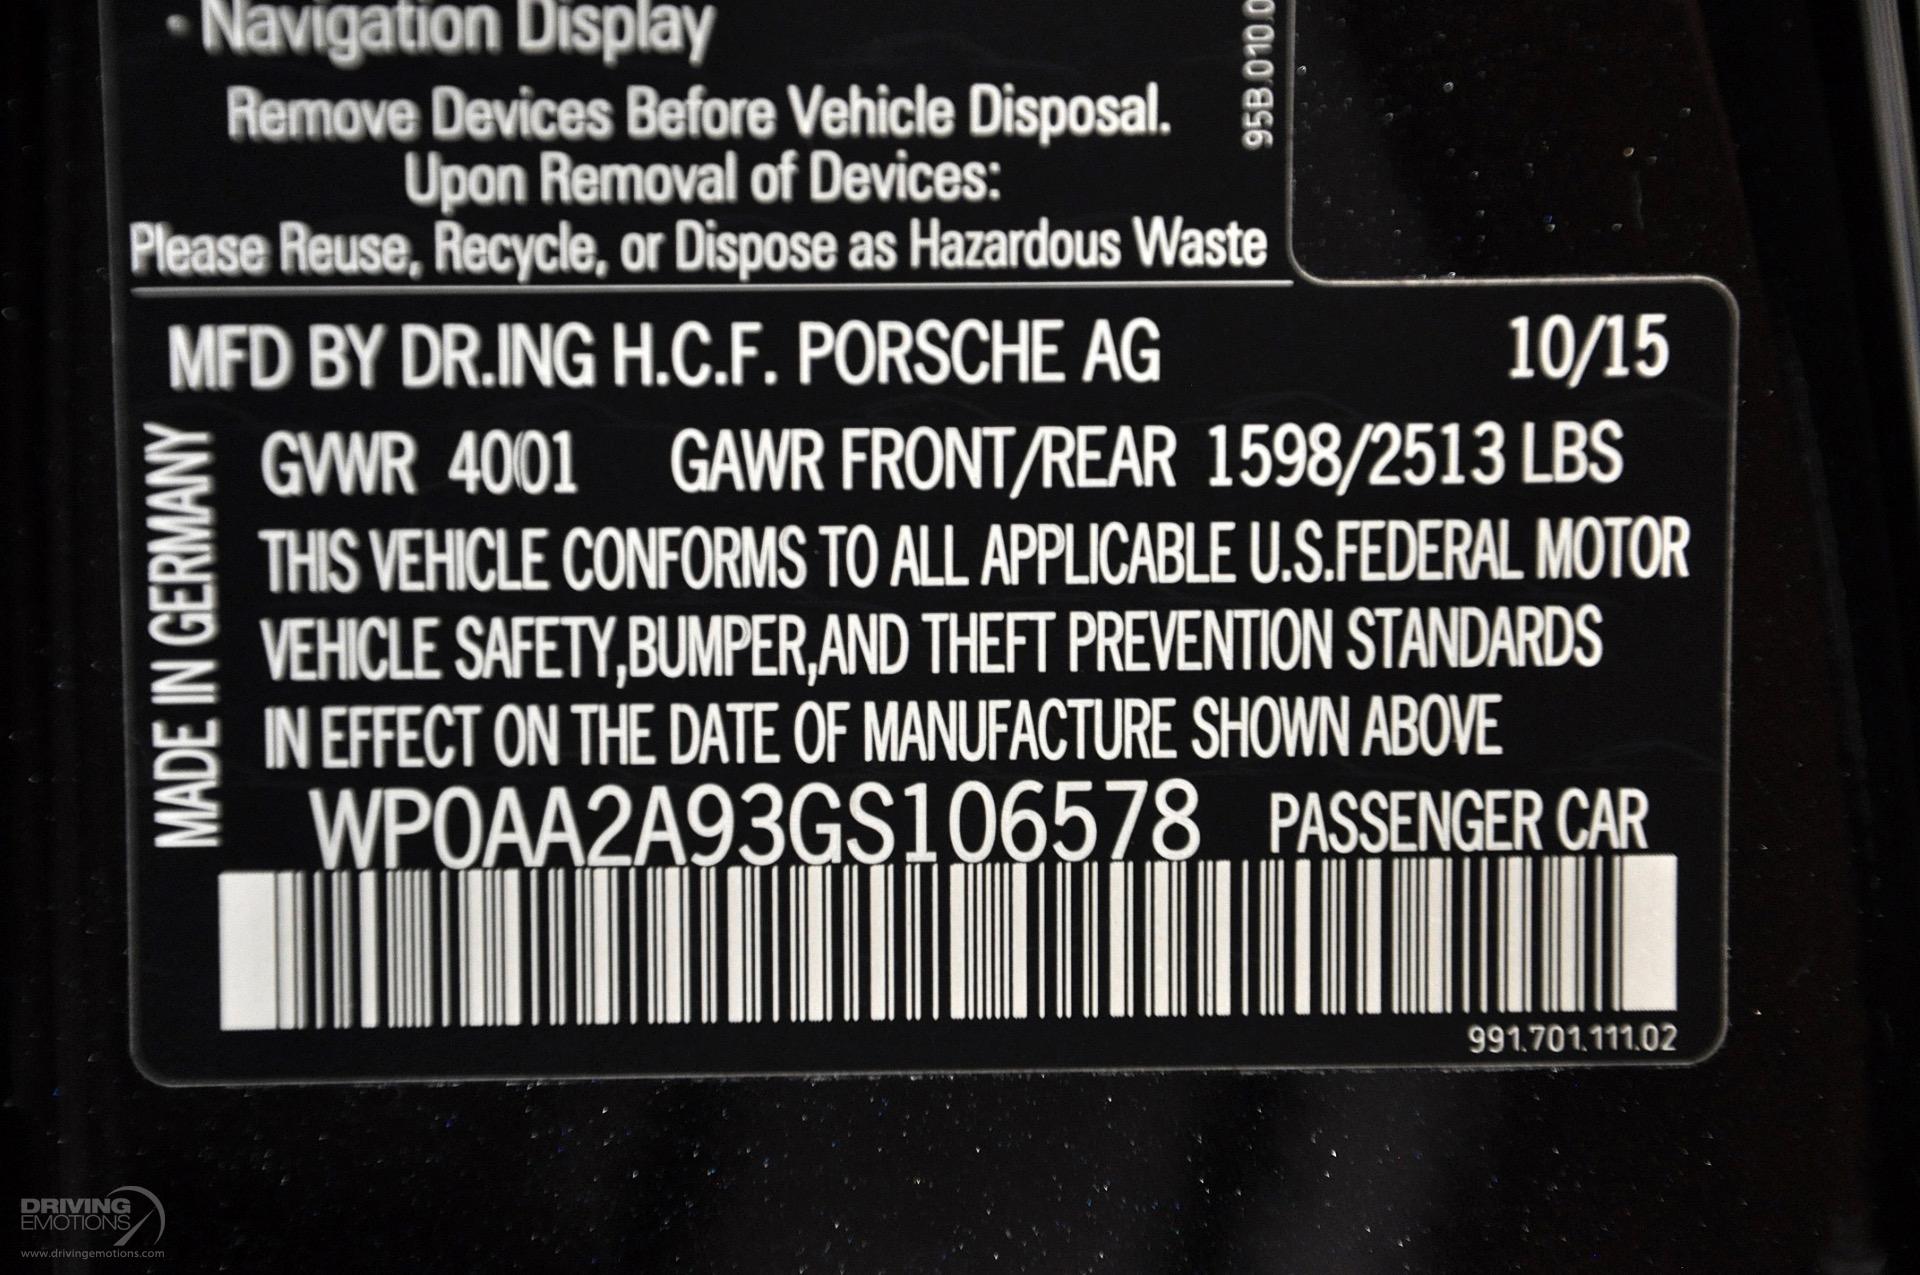 · Navigation Display
Remove Devices Before Vehicle Disposal.
Upon Removal of Devices:
Please Reuse, Recycle, or Dispose as Hazardous Waste
95B.010.0
MFD BY DR.ING H.C.F. PORSCHE AG 10/15
MADE IN GERMANY
GVWR 4001 GAWR FRONT/REAR 1598/2513 LBS
THIS VEHICLE CONFORMS TO ALL APPLICABLE U.S.FEDERAL MOTOR
VEHICLE SAFETY,BUMPER,AND THEFT PREVENTION STANDARDS
IN EFFECT ON THE DATE OF MANUFACTURE SHOWN ABOVE
WP0AA2A93GS106578 PASSENGER CAR
991.701.111.02
DRIVING
EMOTIONS
www.drivingemotions.com